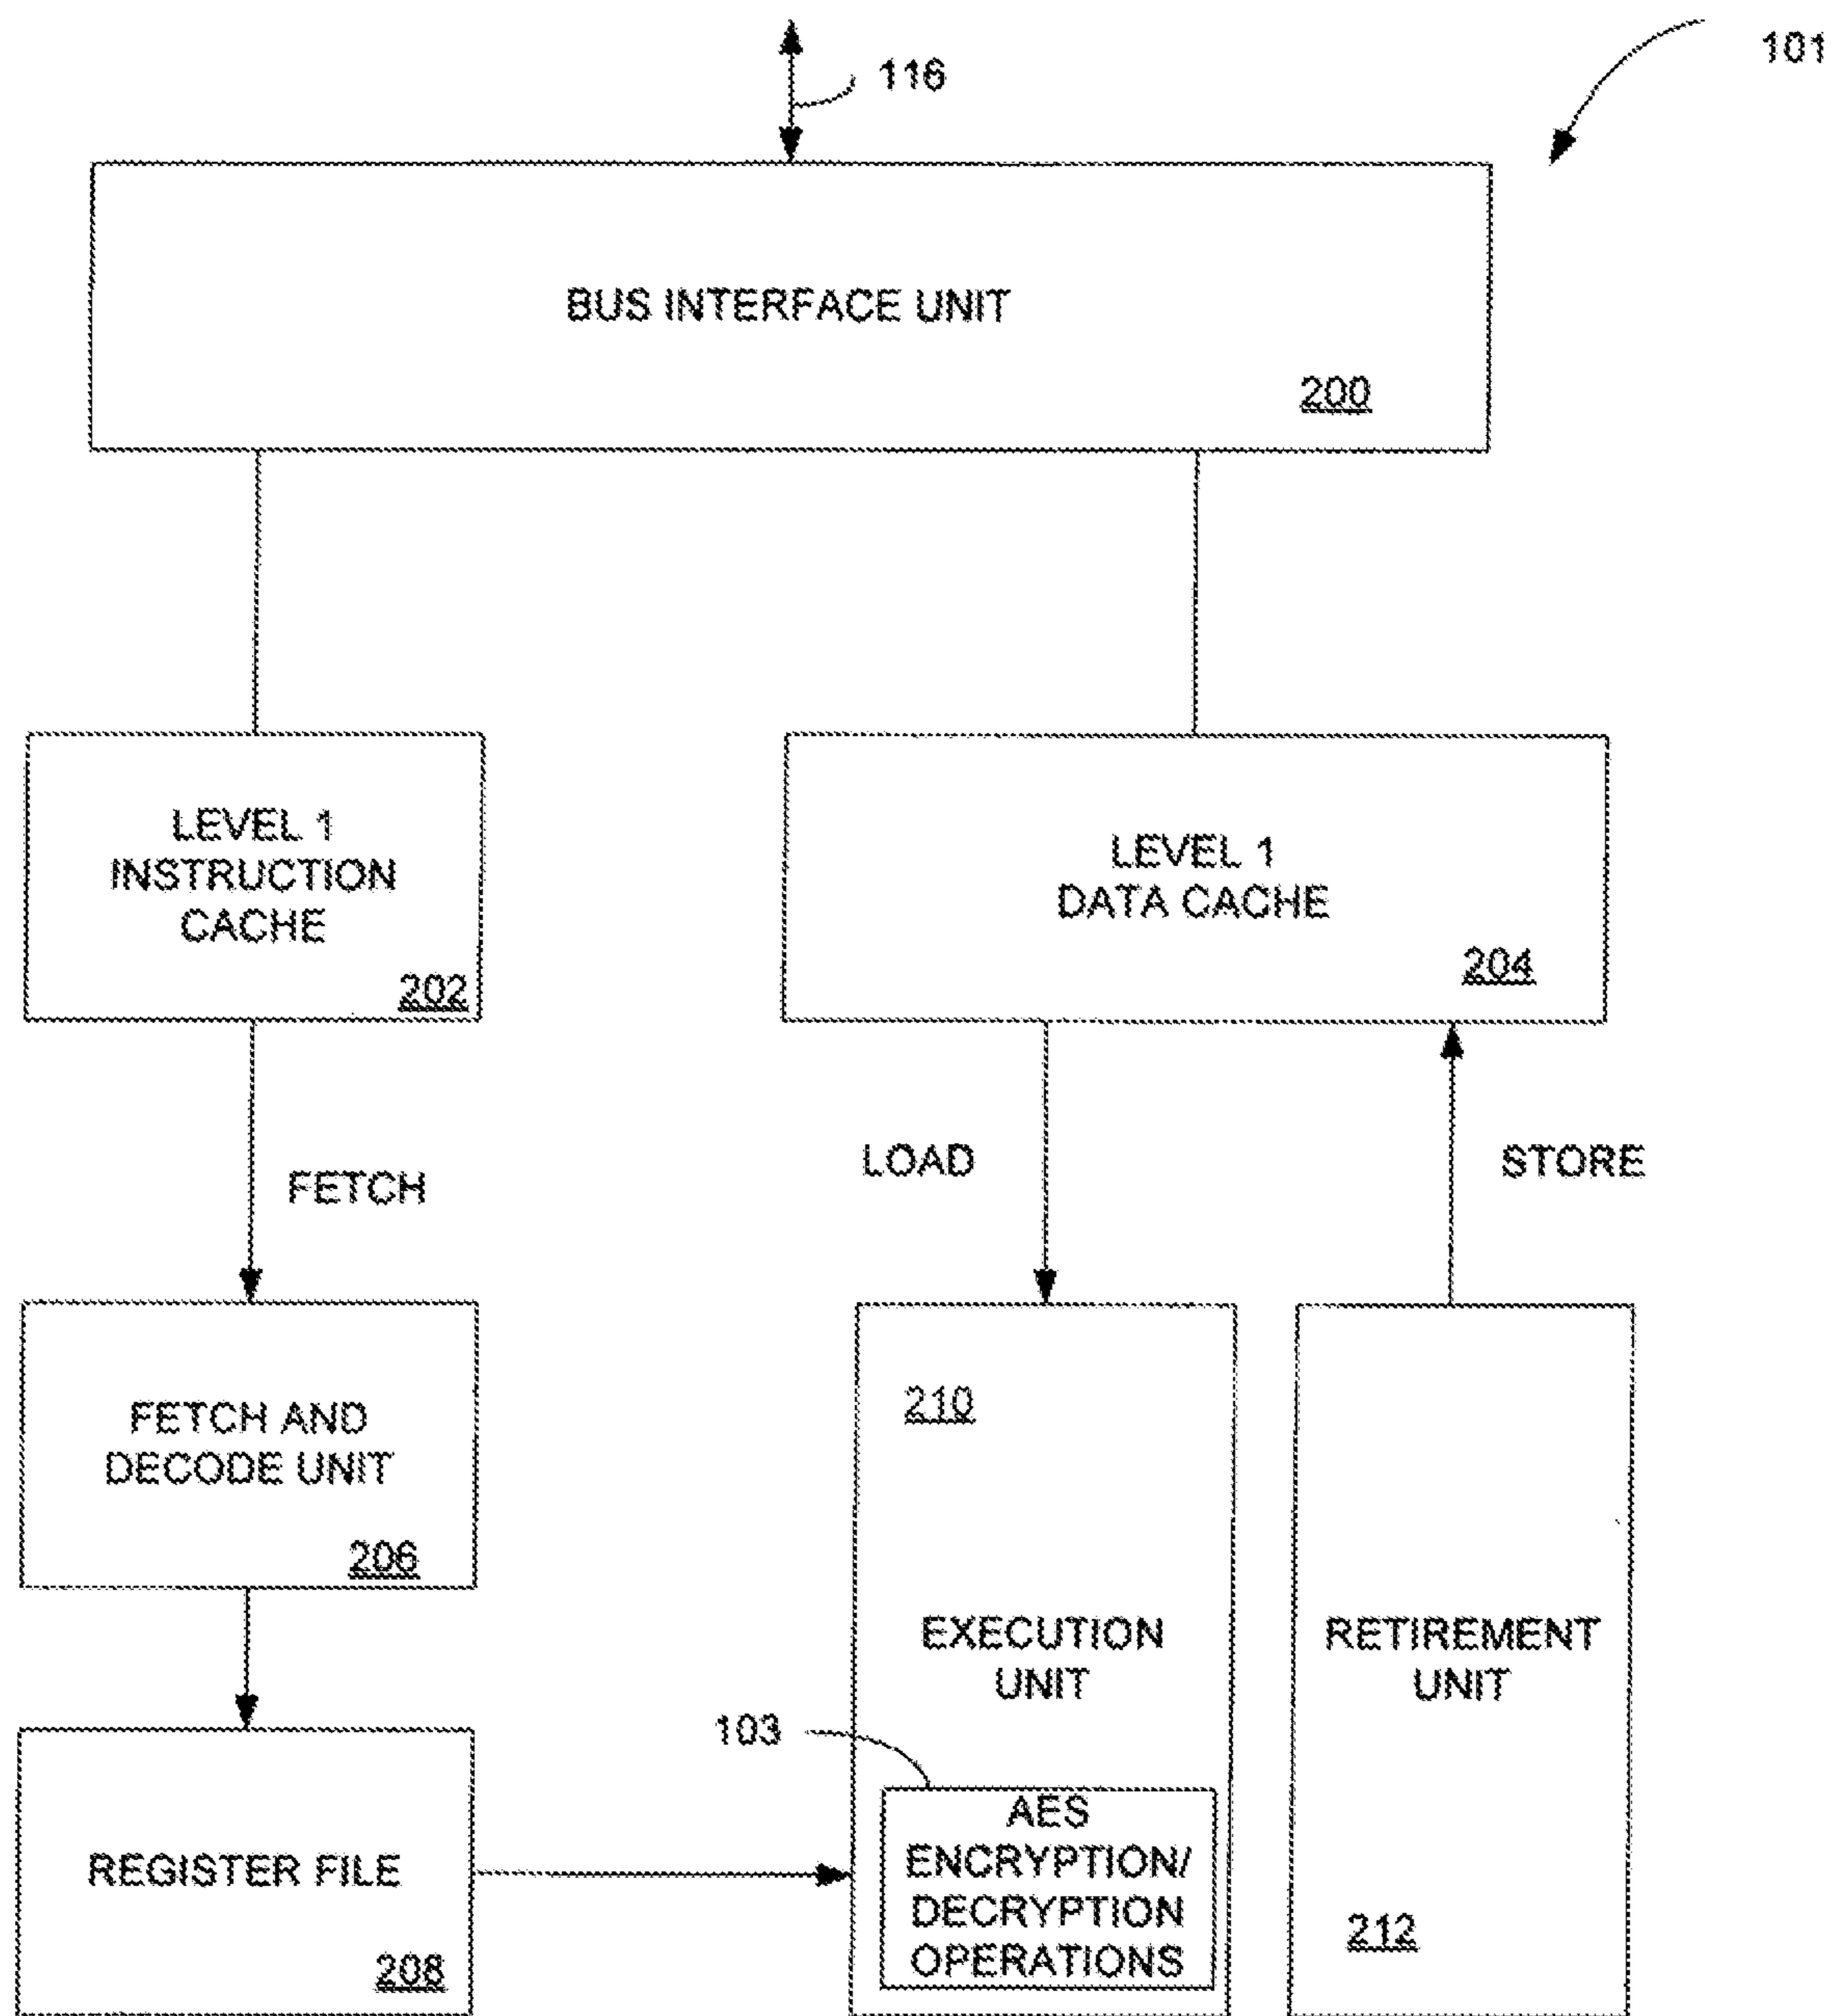 101
116
BUS INTERFACE UNIT
200
LEVEL 1
INSTRUCTION
CACHE
202
LEVEL 1
DATA CACHE
204
FETCH
LOAD
STORE
FETCH AND
DECODE UNIT
206
210
EXECUTION
UNIT
RETIREMENT
UNIT
103
REGISTER FILE
208
AES
ENCRYPTION/
DECRYPTION
OPERATIONS
212